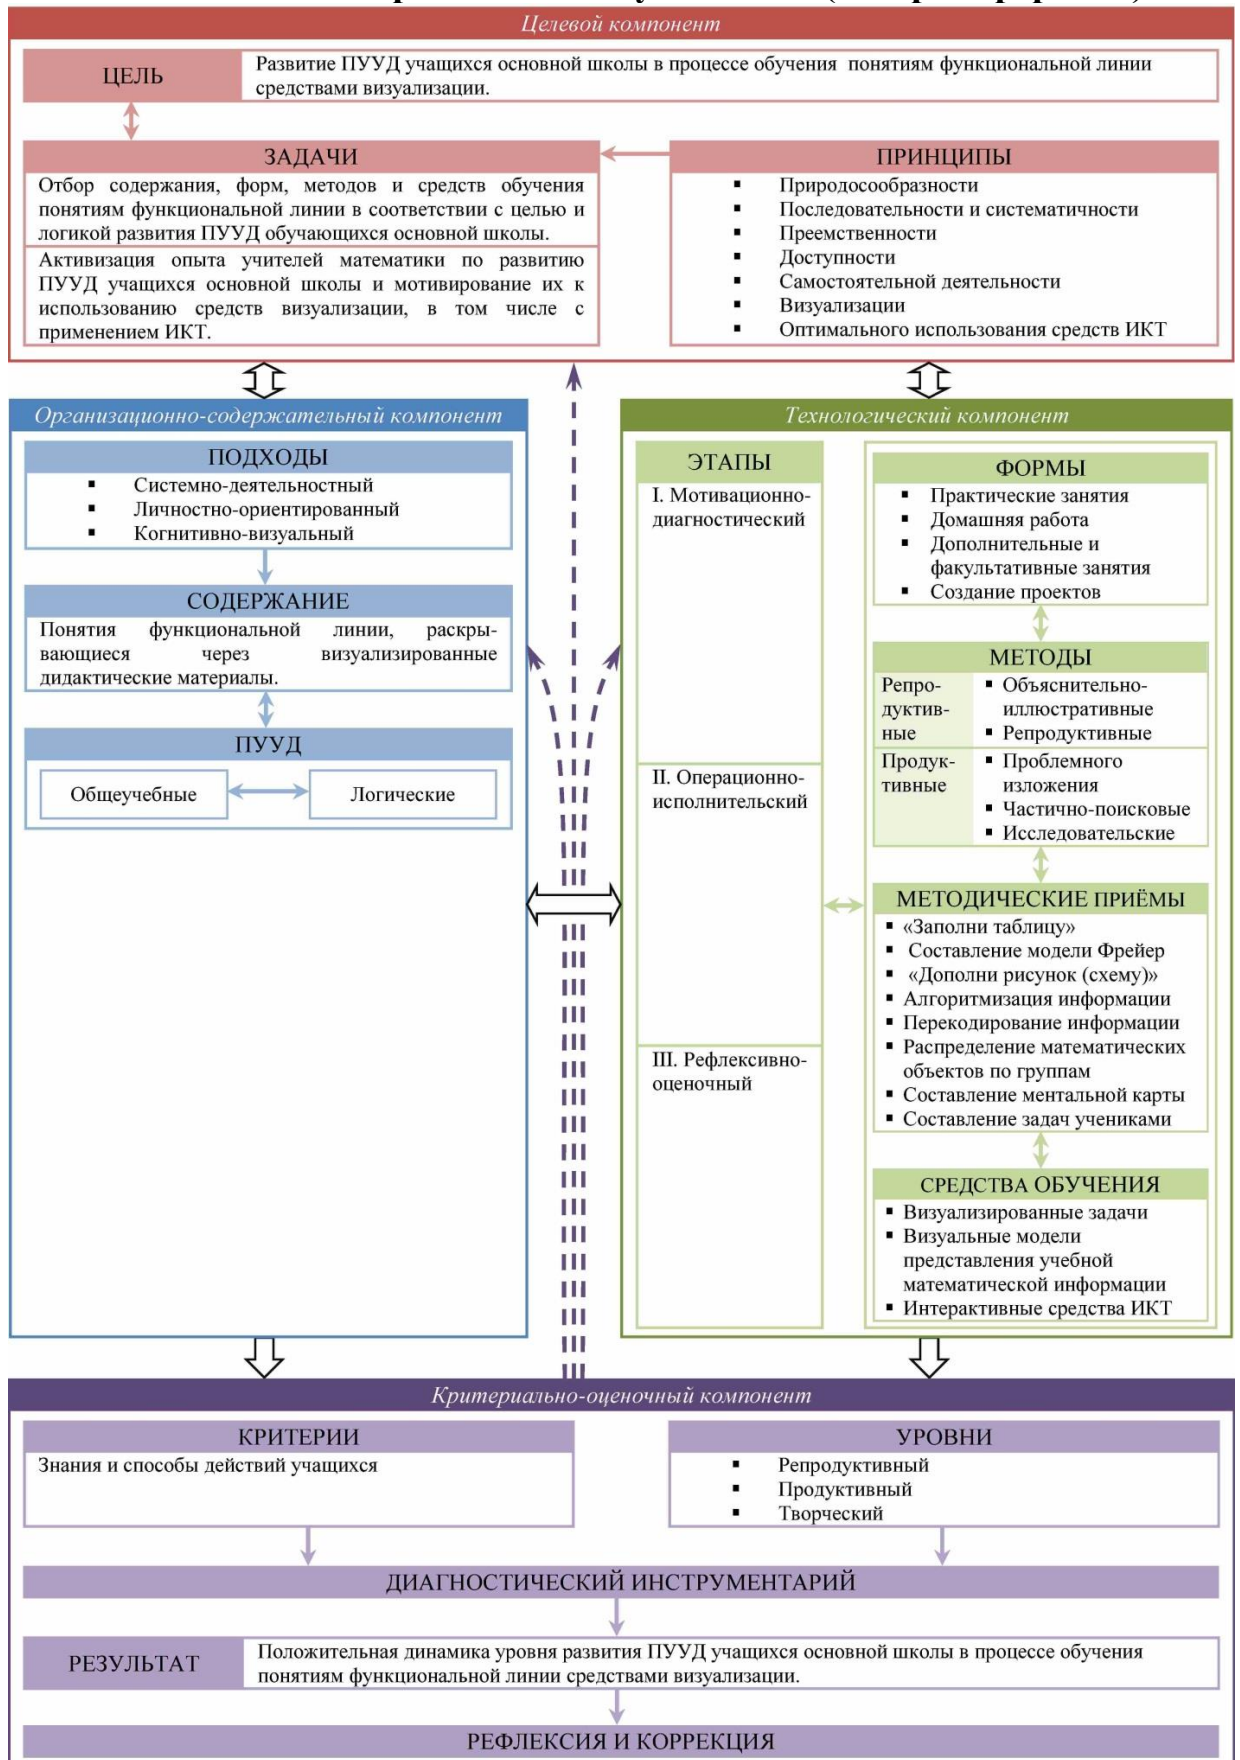 Целевой компонент
ЦЕЛЬ
Развитие ПУУД учащихся основной школы в процессе обучения понятиям функциональной линии
средствами визуализации.
ЗАДАЧИ
Отбор содержания, форм, методов и средств обучения
понятиям функциональной линии в соответствии с целью и
логикой развития ПУУД обучающихся основной школы.
Активизация опыта учителей математики по развитию
ПУУД учащихся основной школы и мотивирование их к
использованию средств визуализации, в том числе с
применением ИКТ.
ПРИНЦИПЫ
▪ Природосообразности
▪ Последовательности и систематичности
▪ Преемственности
▪ Доступности
▪ Самостоятельной деятельности
▪ Визуализации
▪ Оптимального использования средств ИКТ
Организационно-содержательный компонент
ПОДХОДЫ
▪ Системно-деятельностный
▪ Личностно-ориентированный
▪ Когнитивно-визуальный
СОДЕРЖАНИЕ
Понятия функциональной линии, раскры-
вающиеся через визуализированные
дидактические материалы.
ПУУД
Общеучебные
Логические
Технологический компонент
ЭТАПЫ
I. Мотивационно-
диагностический
II. Операционно-
исполнительский
III. Рефлексивно-
оценочный
ФОРМЫ
▪ Практические занятия
▪ Домашняя работа
▪ Дополнительные и
факультативные занятия
▪ Создание проектов
МЕТОДЫ
Репро-
дуктив-
ные
▪ Объяснительно-
иллюстративные
▪ Репродуктивные
Продук-
тивные
▪ Проблемного
изложения
▪ Частично-поисковые
▪ Исследовательские
МЕТОДИЧЕСКИЕ ПРИЁМЫ
▪ «Заполни таблицу»
▪ Составление модели Фрейер
▪ «Дополни рисунок (схему)»
▪ Алгоритмизация информации
▪ Перекодирование информации
▪ Распределение математических
объектов по группам
▪ Составление ментальной карты
▪ Составление задач учениками
СРЕДСТВА ОБУЧЕНИЯ
▪ Визуализированные задачи
▪ Визуальные модели
представления учебной
математической информации
▪ Интерактивные средства ИКТ
Критериально-оценочный компонент
КРИТЕРИИ
Знания и способы действий учащихся
УРОВНИ
▪ Репродуктивный
▪ Продуктивный
▪ Творческий
ДИАГНОСТИЧЕСКИЙ ИНСТРУМЕНТАРИЙ
РЕЗУЛЬТАТ
Положительная динамика уровня развития ПУУД учащихся основной школы в процессе обучения
понятиям функциональной линии средствами визуализации.
РЕФЛЕКСИЯ И КОРРЕКЦИЯ